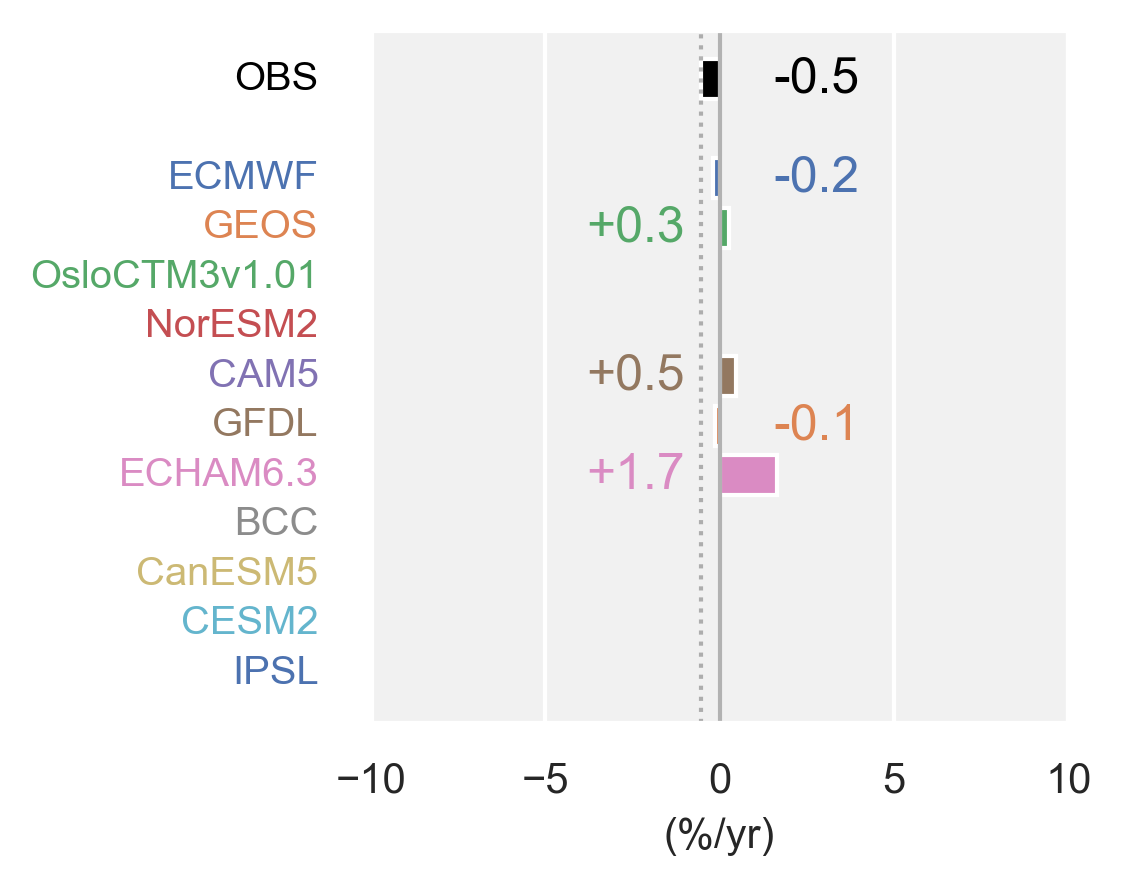 OBS -0.5
ECMWF -0.2
GEOS +0.3
OsloCTM3v1.01
NorESM2
CAM5 +0.5
GFDL -0.1
ECHAM6.3 +1.7
BCC
CanESM5
CESM2
IPSL
−10 −5 0 5 10
(%/yr)